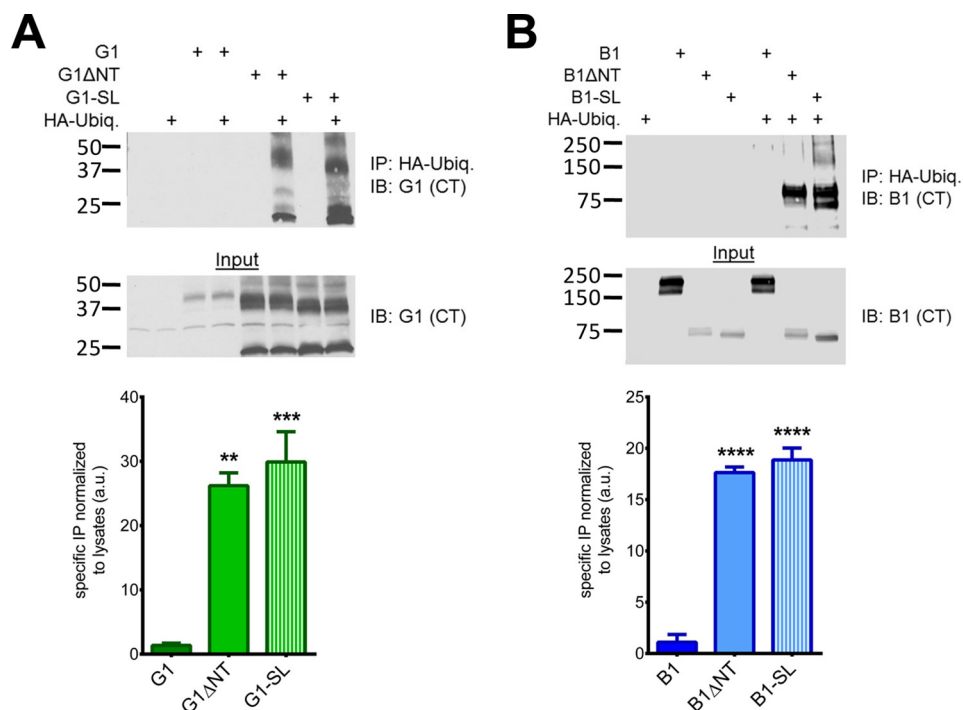 A
G1 + +
G1ΔNT + +
G1-SL + +
HA-Ubiq. + + + +
50
37
25
IP: HA-Ubiq.
IB: G1 (CT)
Input
50
37
25
IB: G1 (CT)
specific IP normalized
to lysates (a.u.)
40
30
20
10
0
**
***
G1
G1ΔNT
G1-SL
B
B1 + +
B1ΔNT + +
B1-SL + +
HA-Ubiq. + + + +
250
150
75
IP: HA-Ubiq.
IB: B1 (CT)
Input
250
150
75
IB: B1 (CT)
specific IP normalized
to lysates (a.u.)
25
20
15
10
5
0
****
****
B1
B1ΔNT
B1-SL